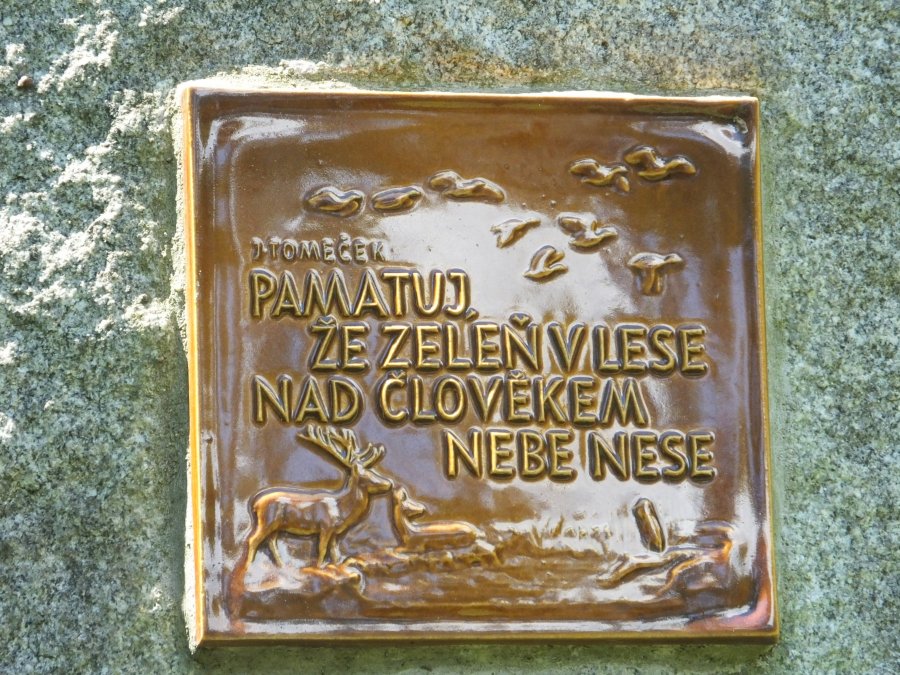 J·TOMEČEK
PAMATUJ,
ŽE ZELEŇ V LESE
NAD ČLOVĚKEM
NEBE NESE